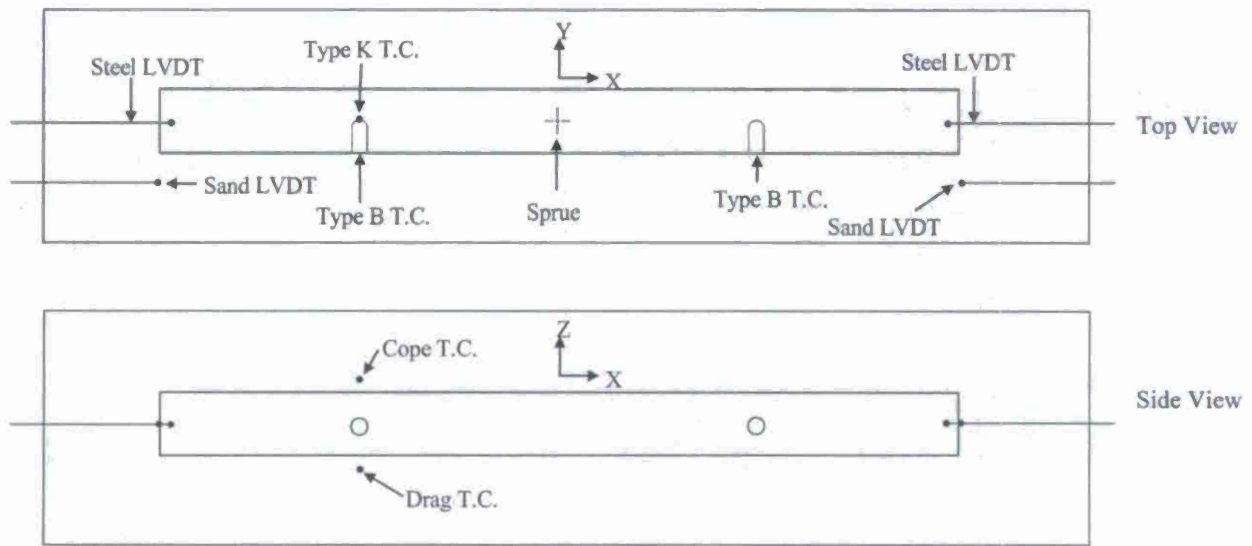 Steel LVDT
Type K T.C.
Y
X
Steel LVDT
Top View
Sand LVDT
Type B T.C.
Sprue
Type B T.C.
Sand LVDT
Cope T.C.
Z
X
Side View
Drag T.C.